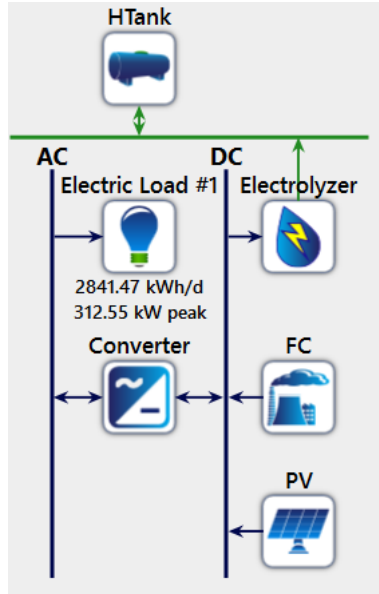 HTank
AC
DC
Electric Load #1
Electrolyzer
2841.47 kWh/d
312.55 kW peak
Converter
FC
PV